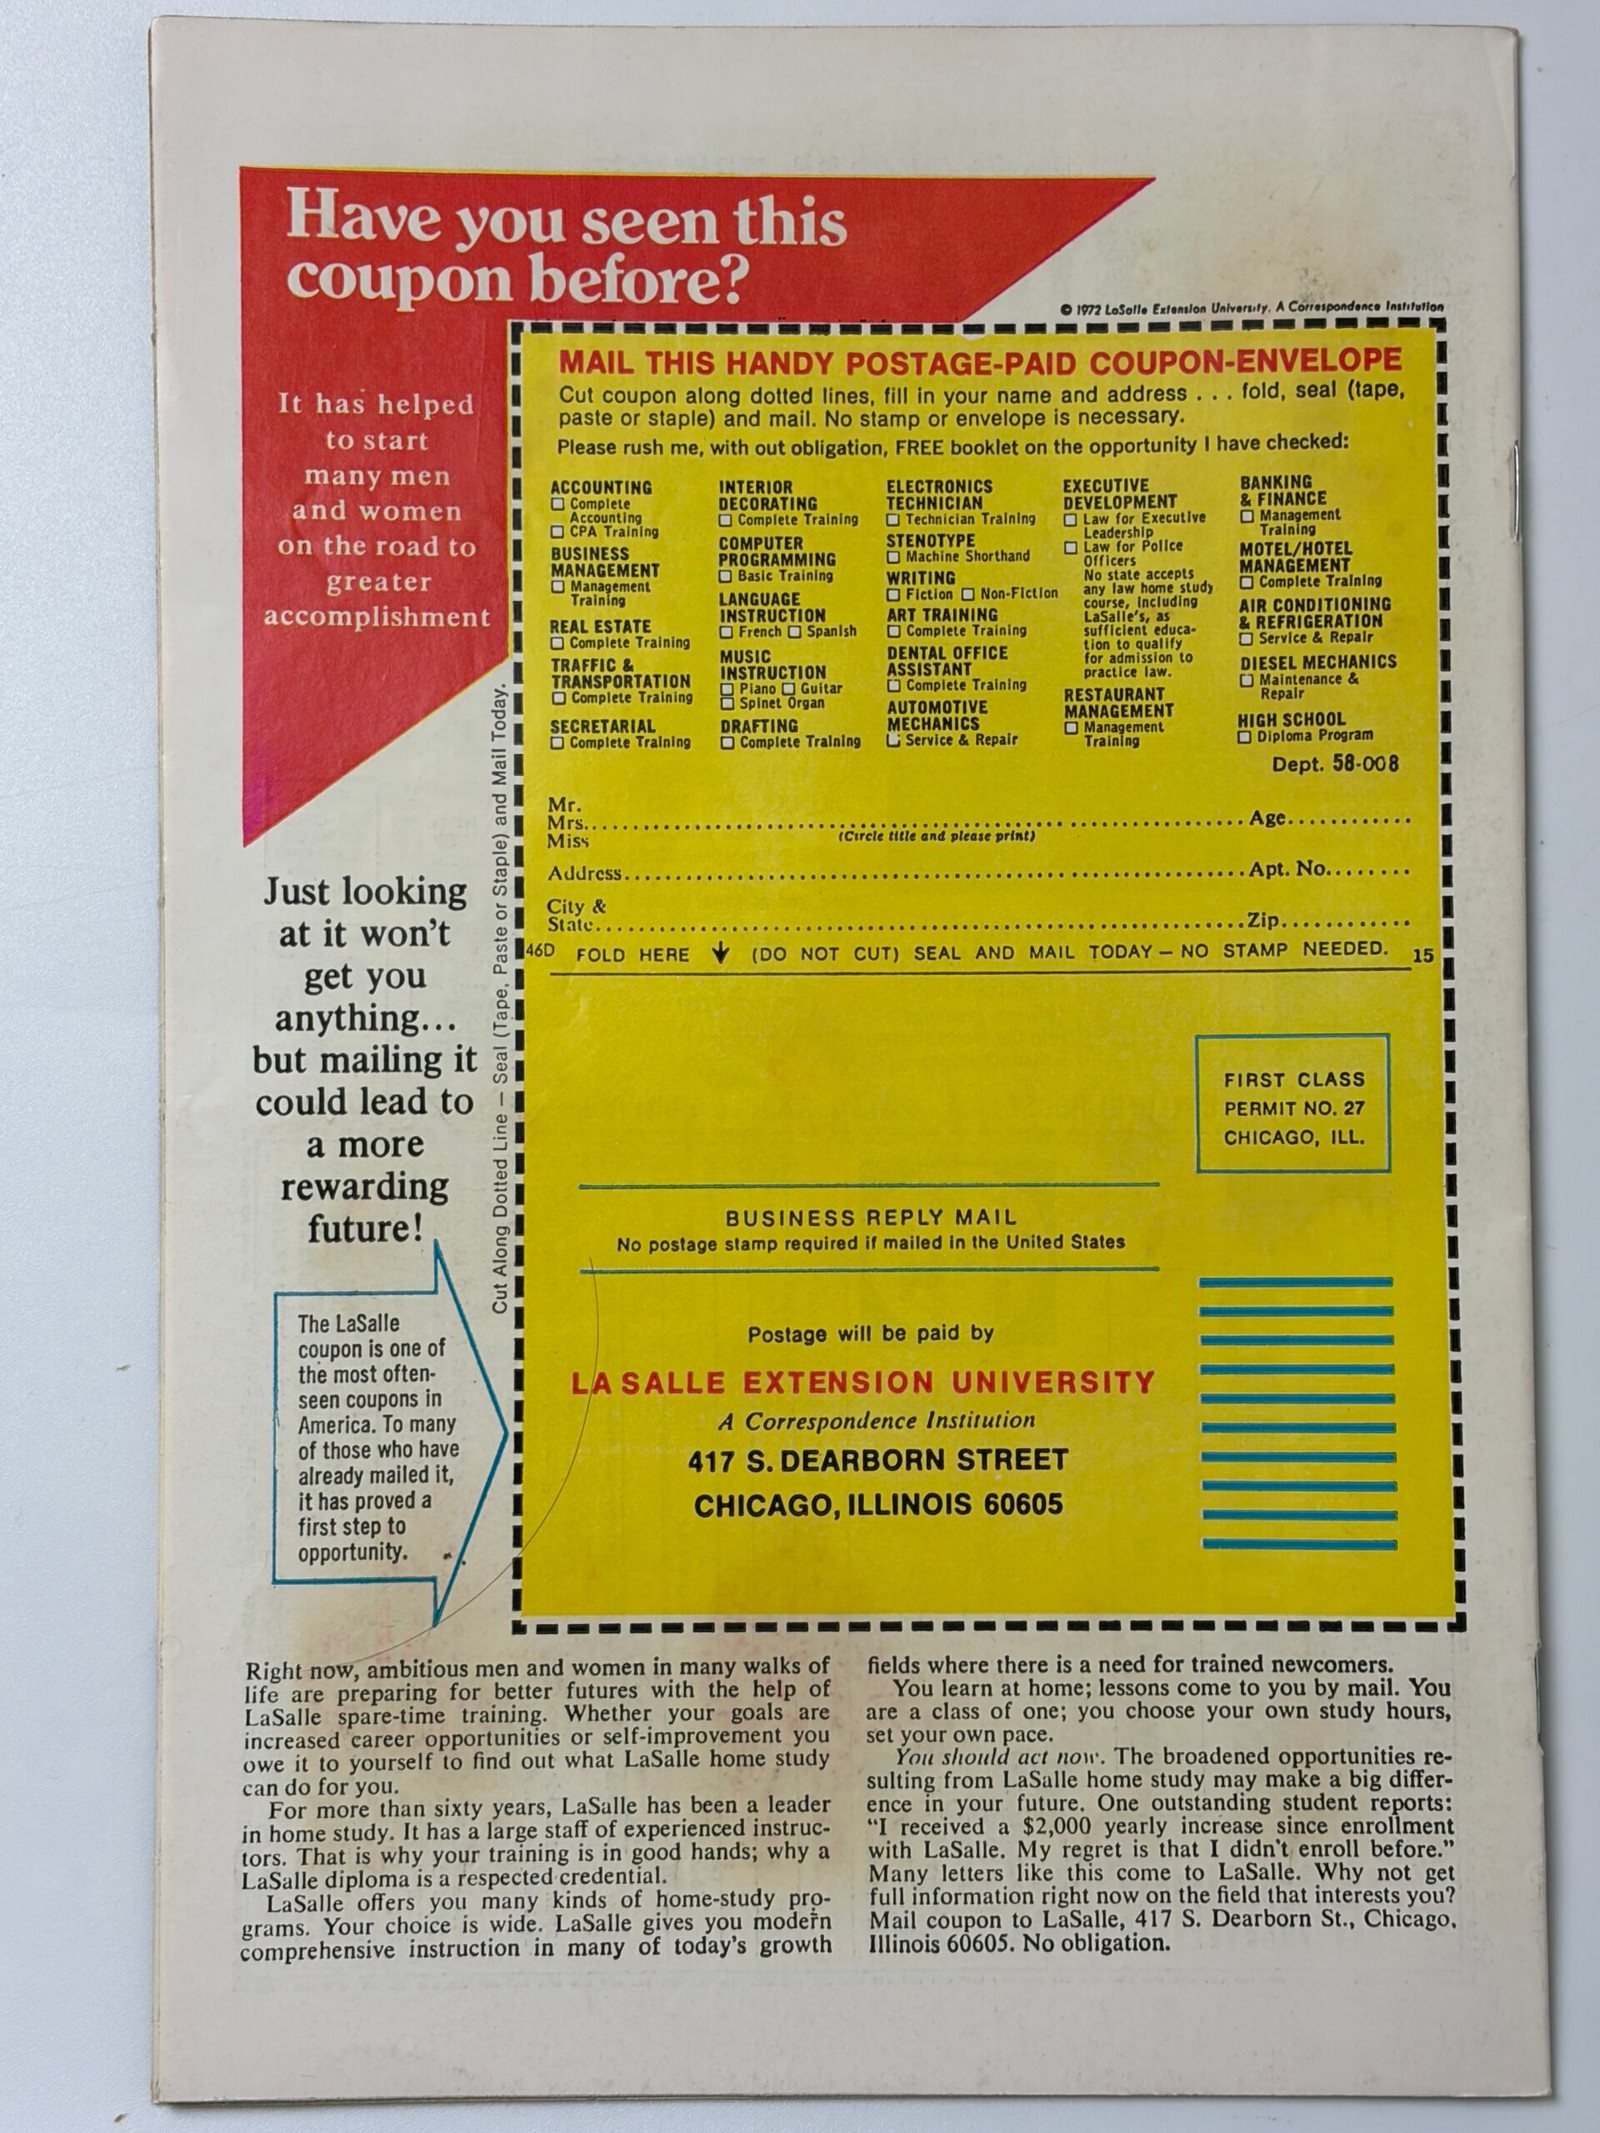 Have you seen this
coupon before?
© 1972 LaSalle Extension University. A Correspondence Institution
It has helped
to start
many men
and women
on the road to
greater
accomplishment
MAIL THIS HANDY POSTAGE-PAID COUPON-ENVELOPE
Cut coupon along dotted lines, fill in your name and address . . . fold, seal (tape,
paste or staple) and mail. No stamp or envelope is necessary.
Please rush me, with out obligation, FREE booklet on the opportunity I have checked:
ACCOUNTING
☐ Complete
Accounting
☐ CPA Training
BUSINESS
MANAGEMENT
☐ Management
Training
REAL ESTATE
☐ Complete Training
TRAFFIC &
TRANSPORTATION
☐ Complete Training
SECRETARIAL
☐ Complete Training
INTERIOR
DECORATING
☐ Complete Training
COMPUTER
PROGRAMMING
☐ Basic Training
LANGUAGE
INSTRUCTION
☐ French ☐ Spanish
MUSIC
INSTRUCTION
☐ Piano ☐ Guitar
☐ Spinet Organ
DRAFTING
☐ Complete Training
ELECTRONICS
TECHNICIAN
☐ Technician Training
STENOTYPE
☐ Machine Shorthand
WRITING
☐ Fiction ☐ Non-Fiction
ART TRAINING
☐ Complete Training
DENTAL OFFICE
ASSISTANT
☐ Complete Training
AUTOMOTIVE
MECHANICS
☐ Service & Repair
EXECUTIVE
DEVELOPMENT
☐ Law for Executive
Leadership
☐ Law for Police
Officers
No state accepts
any law home study
course, including
LaSalle's, as
sufficient educa-
tion to qualify
for admission to
practice law.
RESTAURANT
MANAGEMENT
☐ Management
Training
BANKING
& FINANCE
☐ Management
Training
MOTEL/HOTEL
MANAGEMENT
☐ Complete Training
AIR CONDITIONING
& REFRIGERATION
☐ Service & Repair
DIESEL MECHANICS
☐ Maintenance &
Repair
HIGH SCHOOL
☐ Diploma Program
Dept. 58-008
Mr.
Mrs. Age
Miss (Circle title and please print)
Address Apt. No.
City &
State Zip
46D FOLD HERE ↓ (DO NOT CUT) SEAL AND MAIL TODAY — NO STAMP NEEDED. 15
Cut Along Dotted Line — Seal (Tape, Paste or Staple) and Mail Today.
Just looking
at it won't
get you
anything...
but mailing it
could lead to
a more
rewarding
future!
FIRST CLASS
PERMIT NO. 27
CHICAGO, ILL.
BUSINESS REPLY MAIL
No postage stamp required if mailed in the United States
Postage will be paid by
LA SALLE EXTENSION UNIVERSITY
A Correspondence Institution
417 S. DEARBORN STREET
CHICAGO, ILLINOIS 60605
The LaSalle
coupon is one of
the most often-
seen coupons in
America. To many
of those who have
already mailed it,
it has proved a
first step to
opportunity.
Right now, ambitious men and women in many walks of
life are preparing for better futures with the help of
LaSalle spare-time training. Whether your goals are
increased career opportunities or self-improvement you
owe it to yourself to find out what LaSalle home study
can do for you.
For more than sixty years, LaSalle has been a leader
in home study. It has a large staff of experienced instruc-
tors. That is why your training is in good hands; why a
LaSalle diploma is a respected credential.
LaSalle offers you many kinds of home-study pro-
grams. Your choice is wide. LaSalle gives you modern
comprehensive instruction in many of today's growth
fields where there is a need for trained newcomers.
You learn at home; lessons come to you by mail. You
are a class of one; you choose your own study hours,
set your own pace.
You should act now. The broadened opportunities re-
sulting from LaSalle home study may make a big differ-
ence in your future. One outstanding student reports:
"I received a $2,000 yearly increase since enrollment
with LaSalle. My regret is that I didn't enroll before."
Many letters like this come to LaSalle. Why not get
full information right now on the field that interests you?
Mail coupon to LaSalle, 417 S. Dearborn St., Chicago,
Illinois 60605. No obligation.